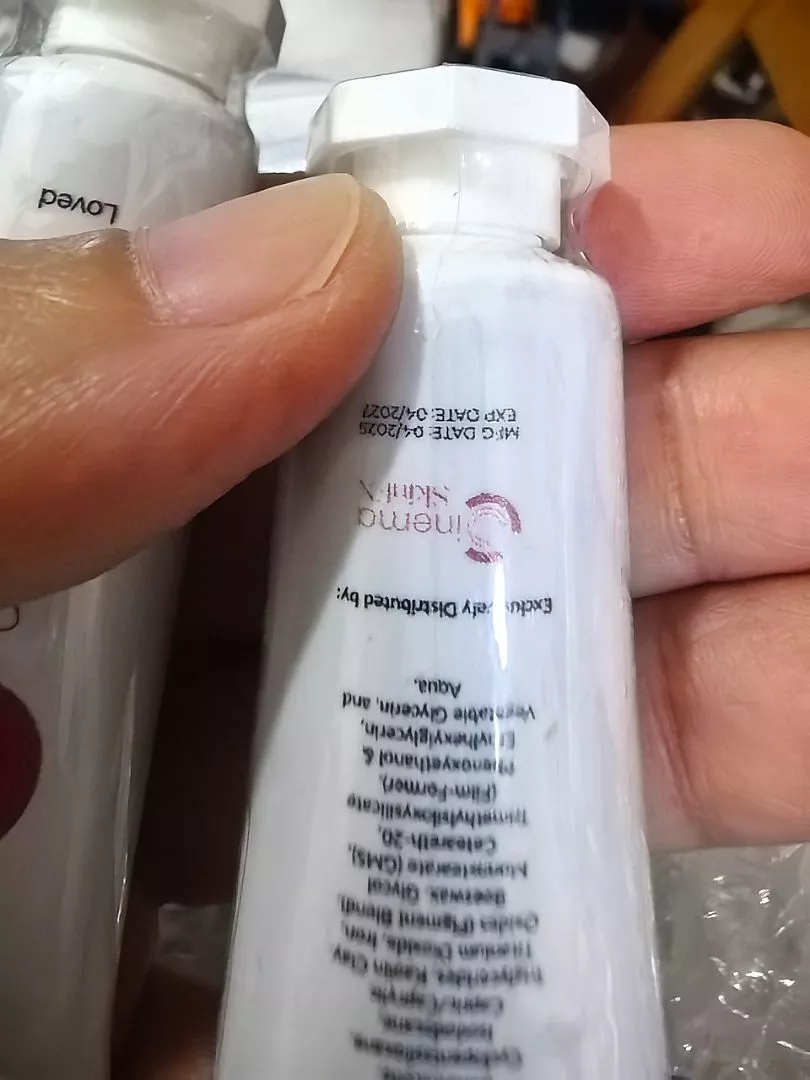 Cyclopentasiloxane,
Isododecane,
Capric/Caprylic
triglycerides, Kaolin Clay
Titanium Dioxide, Iron,
Oxides (Pigment Blend),
Beeswax, Glycol
Monostearate (GMS),
Ceteareth-20,
Trimethylsiloxysilicate
(Film-Former),
Phenoxyethanol &
Ethylhexylglycerin,
Vegetable Glycerin, and
Aqua.
Exclusively Distributed by:
Cinema
SkinFX
MFG DATE: 04/2025
EXP DATE: 04/2027
Loved